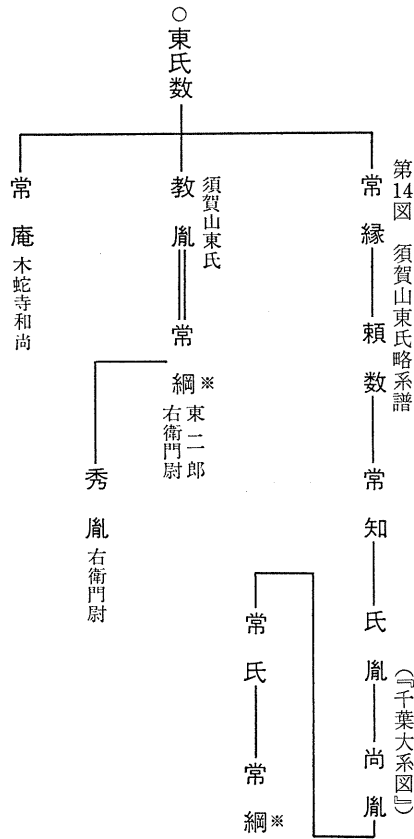 第14図　須賀山東氏略系譜
（『千葉大系図』）
○東氏数
常縁
頼数
常知
氏胤
尚胤
常氏
常綱※
須賀山東氏
教胤
常綱※
東二郎
右衛門尉
秀胤 右衛門尉
常庵 木蛇寺和尚